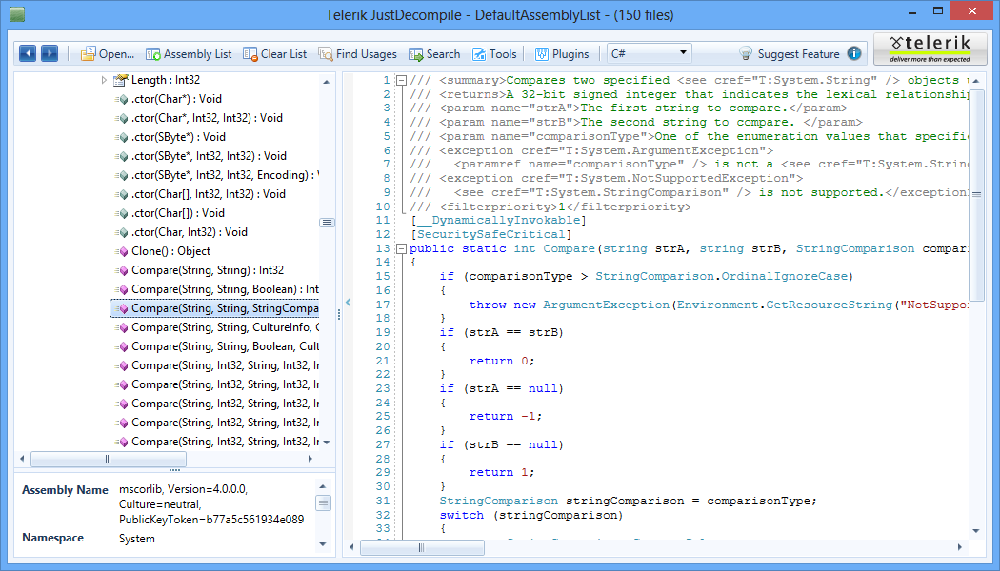 Telerik JustDecompile - DefaultAssemblyList - (150 files)
Open... Assembly List Clear List Find Usages Search Tools Plugins C# Suggest Feature
telerik
deliver more than expected
Length : Int32
.ctor(Char*) : Void
.ctor(Char*, Int32, Int32) : Void
.ctor(SByte*) : Void
.ctor(SByte*, Int32, Int32) : Void
.ctor(SByte*, Int32, Int32, Encoding) :
.ctor(Char[], Int32, Int32) : Void
.ctor(Char[]) : Void
.ctor(Char, Int32) : Void
Clone() : Object
Compare(String, String) : Int32
Compare(String, String, Boolean) : Int
Compare(String, String, StringCompa
Compare(String, String, CultureInfo,
Compare(String, String, Boolean, Cult
Compare(String, Int32, String, Int32, Ir
Compare(String, Int32, String, Int32, Ir
Compare(String, Int32, String, Int32, Ir
Compare(String, Int32, String, Int32, Ir
Compare(String, Int32, String, Int32, Ir
Assembly Name mscorlib, Version=4.0.0.0,
Culture=neutral,
PublicKeyToken=b77a5c561934e089
Namespace System
1 /// <summary>Compares two specified <see cref="T:System.String" /> objects
2 /// <returns>A 32-bit signed integer that indicates the lexical relationship
3 /// <param name="strA">The first string to compare.</param>
4 /// <param name="strB">The second string to compare. </param>
5 /// <param name="comparisonType">One of the enumeration values that specifi
6 /// <exception cref="T:System.ArgumentException">
7 /// <paramref name="comparisonType" /> is not a <see cref="T:System.String
8 /// <exception cref="T:System.NotSupportedException">
9 /// <see cref="T:System.StringComparison" /> is not supported.</exception
10 /// <filterpriority>1</filterpriority>
11 [__DynamicallyInvokable]
12 [SecuritySafeCritical]
13 public static int Compare(string strA, string strB, StringComparison compari
14 {
15 if (comparisonType > StringComparison.OrdinalIgnoreCase)
16 {
17 throw new ArgumentException(Environment.GetResourceString("NotSuppor
18 }
19 if (strA == strB)
20 {
21 return 0;
22 }
23 if (strA == null)
24 {
25 return -1;
26 }
27 if (strB == null)
28 {
29 return 1;
30 }
31 StringComparison stringComparison = comparisonType;
32 switch (stringComparison)
33 {